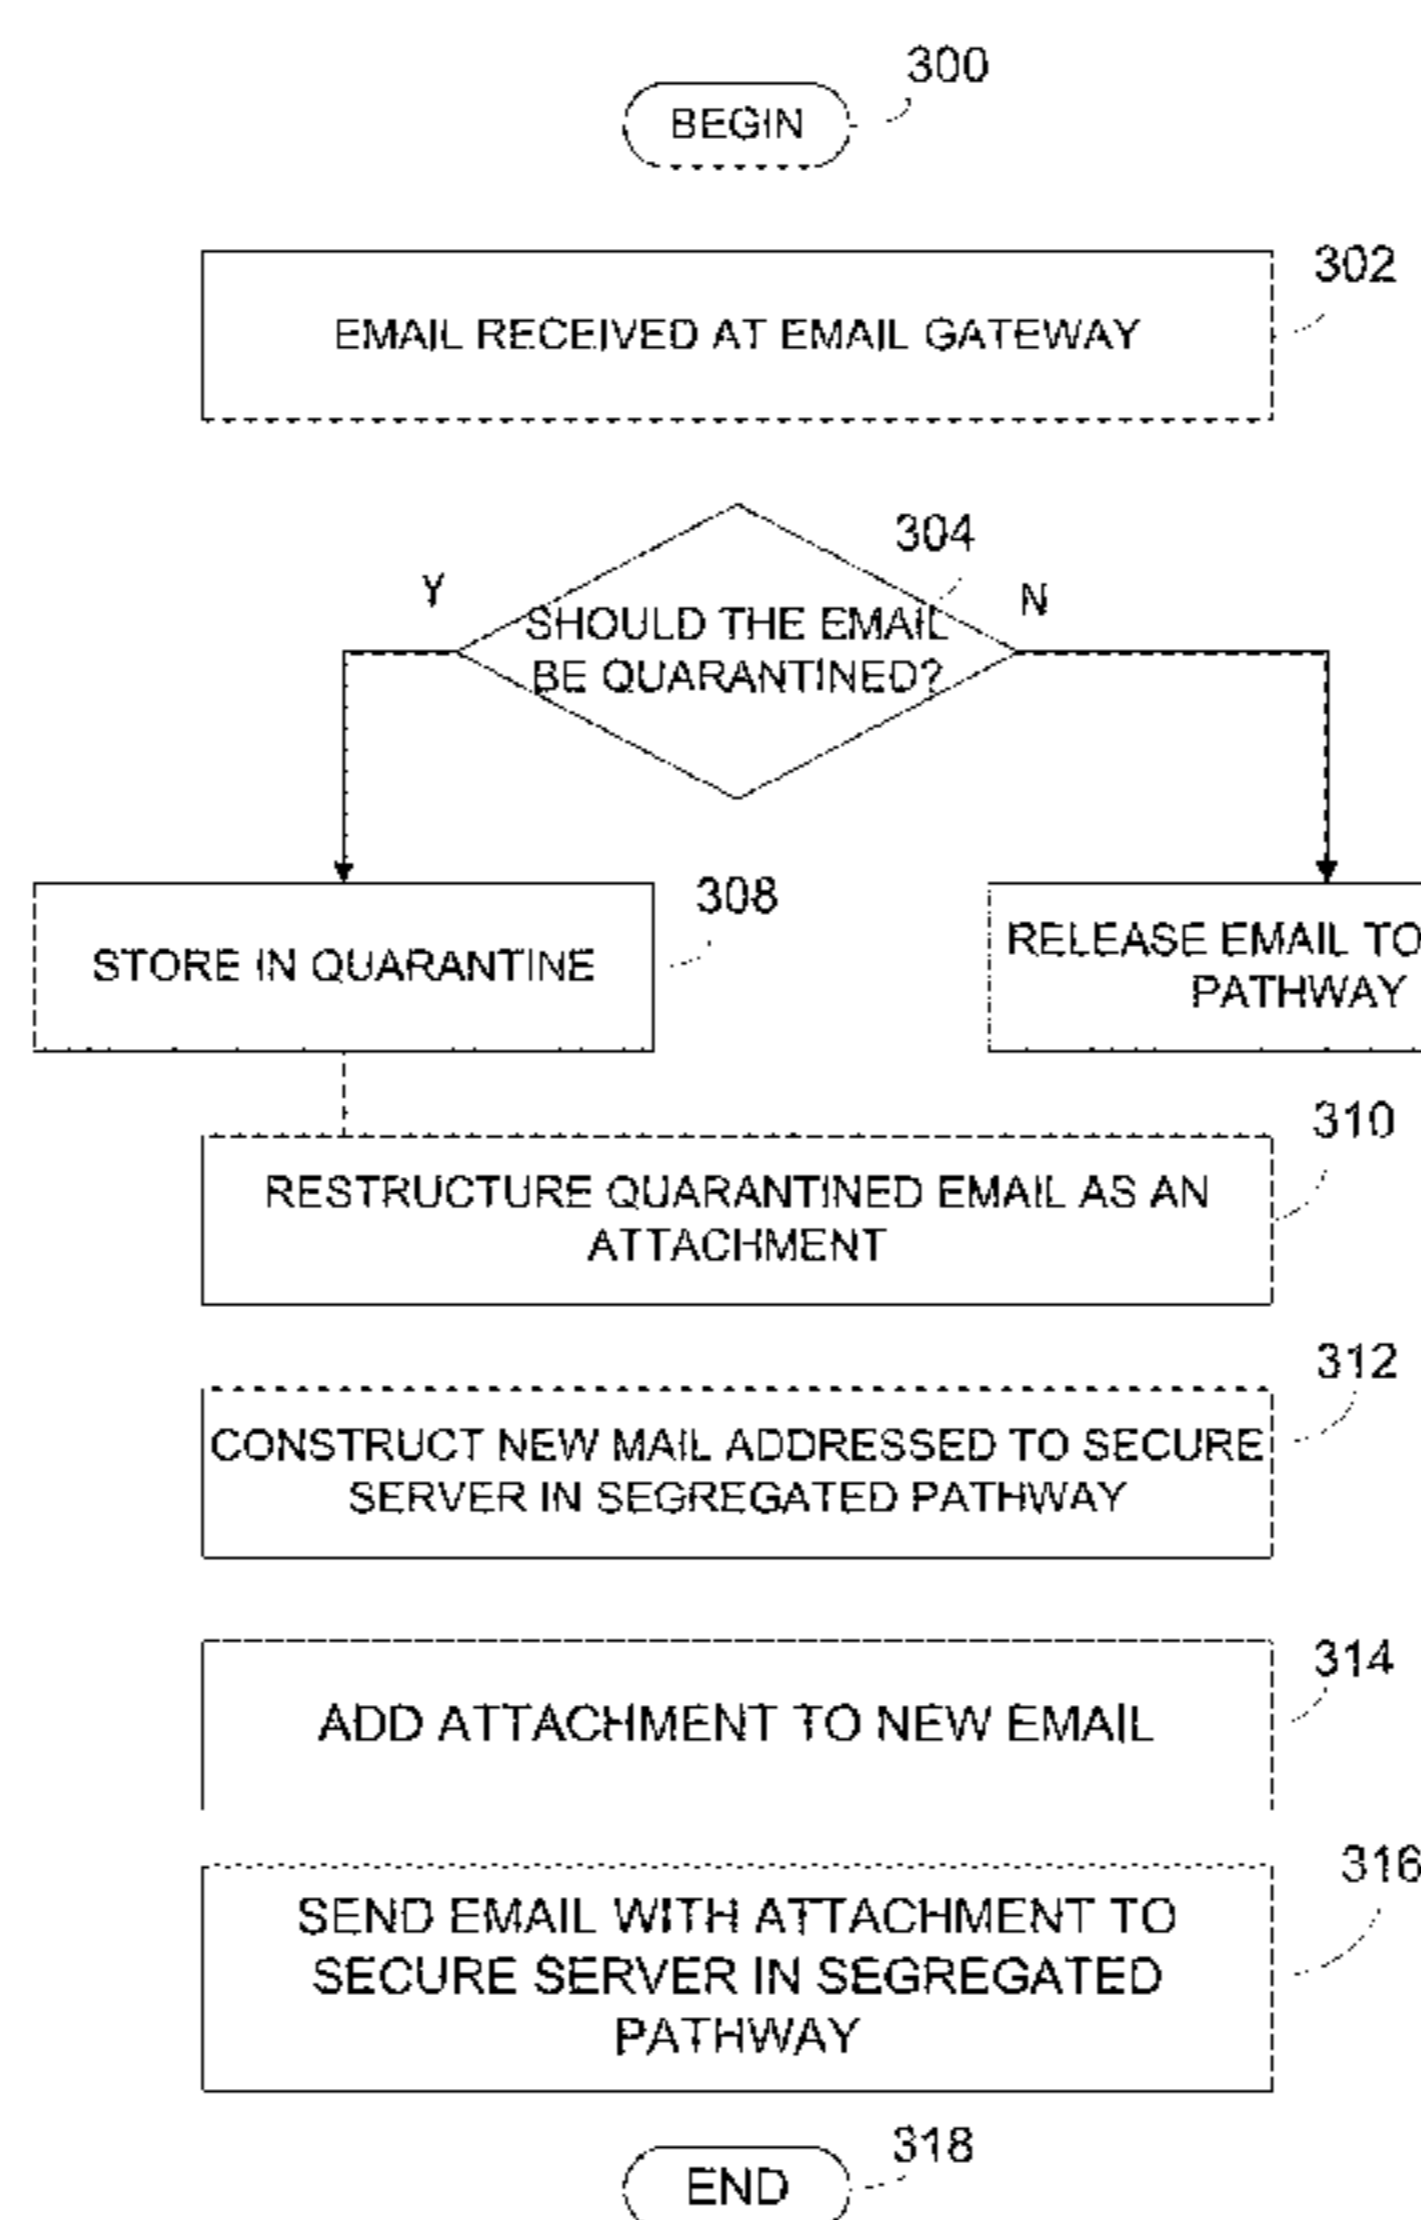 300
BEGIN
302
EMAIL RECEIVED AT EMAIL GATEWAY
304
Y
N
SHOULD THE EMAIL
BE QUARANTINED?
308
STORE IN QUARANTINE
RELEASE EMAIL TO
PATHWAY
310
RESTRUCTURE QUARANTINED EMAIL AS AN
ATTACHMENT
312
CONSTRUCT NEW MAIL ADDRESSED TO SECURE
SERVER IN SEGREGATED PATHWAY
314
ADD ATTACHMENT TO NEW EMAIL
316
SEND EMAIL WITH ATTACHMENT TO
SECURE SERVER IN SEGREGATED
PATHWAY
318
END